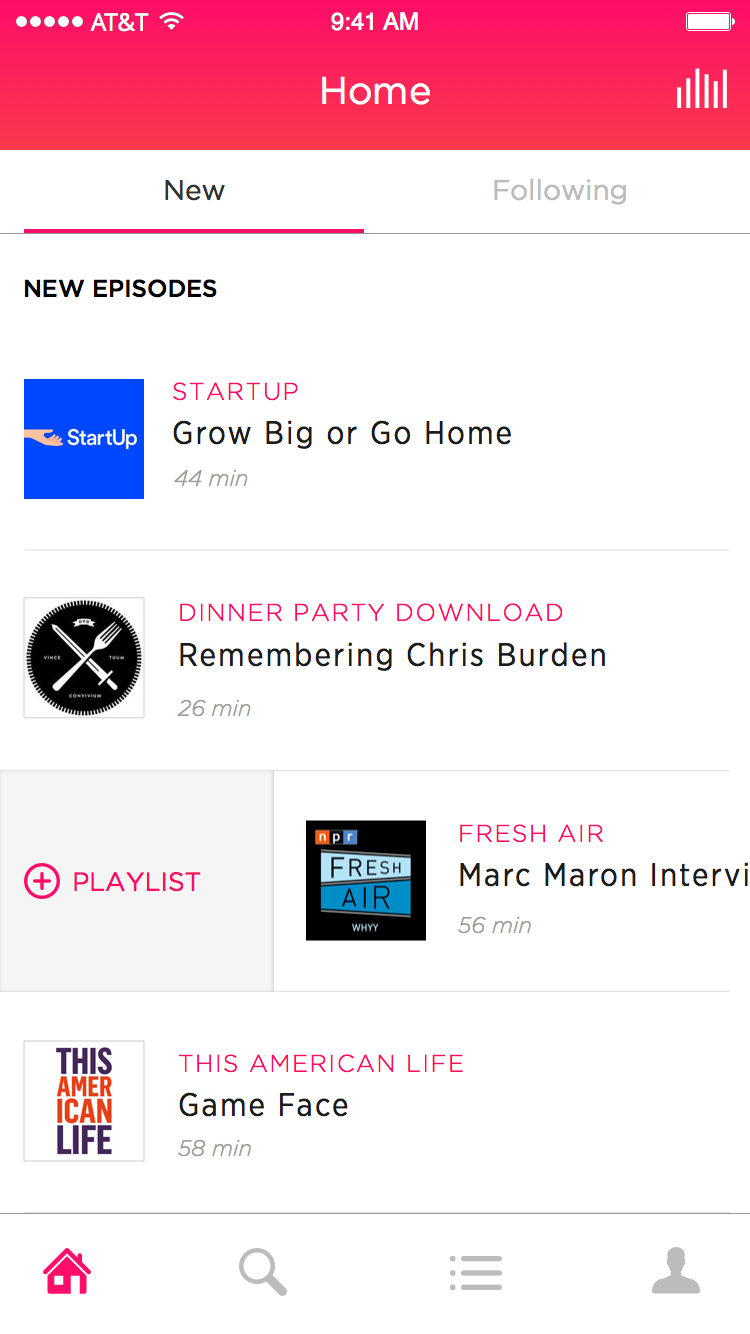 AT&T 9:41 AM
Home
New Following
NEW EPISODES
StartUp
STARTUP
Grow Big or Go Home
44 min
DPD
VINCE TUUM
CONVIVIUM
DINNER PARTY DOWNLOAD
Remembering Chris Burden
26 min
PLAYLIST
npr
FRESH
AIR
WHYY
FRESH AIR
Marc Maron Intervi
56 min
THIS
AMER
ICAN
LIFE
THIS AMERICAN LIFE
Game Face
58 min